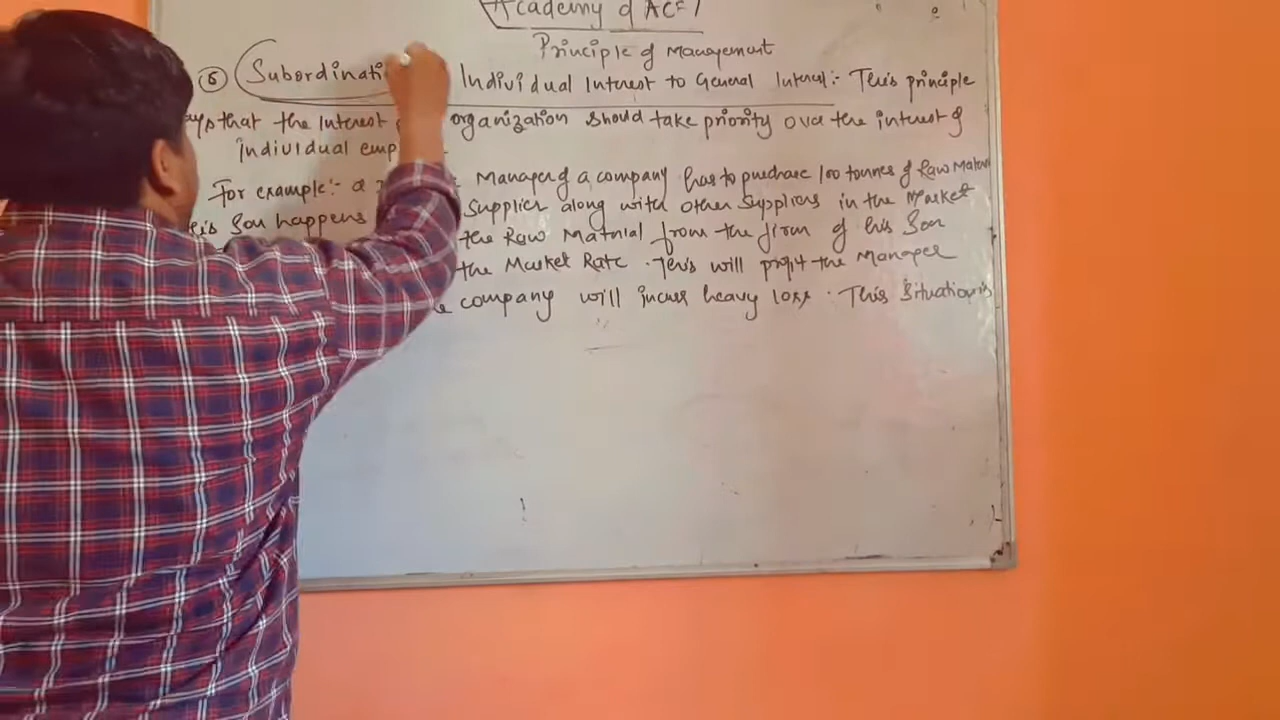 Academy of
Principle of Management
Subordination Individual Interest to General Interest:- This principle
that the Interest organization should take priority over the interest of
individual emp
For example:- a Manager of a company has to purchase 100 tonnes of Raw Material
his Son happens Supplier along with other Suppliers in the Market
the Raw Material from the firm of his Son
the Market Rate. This will profit the Manager
company will incur heavy loss. This situation is